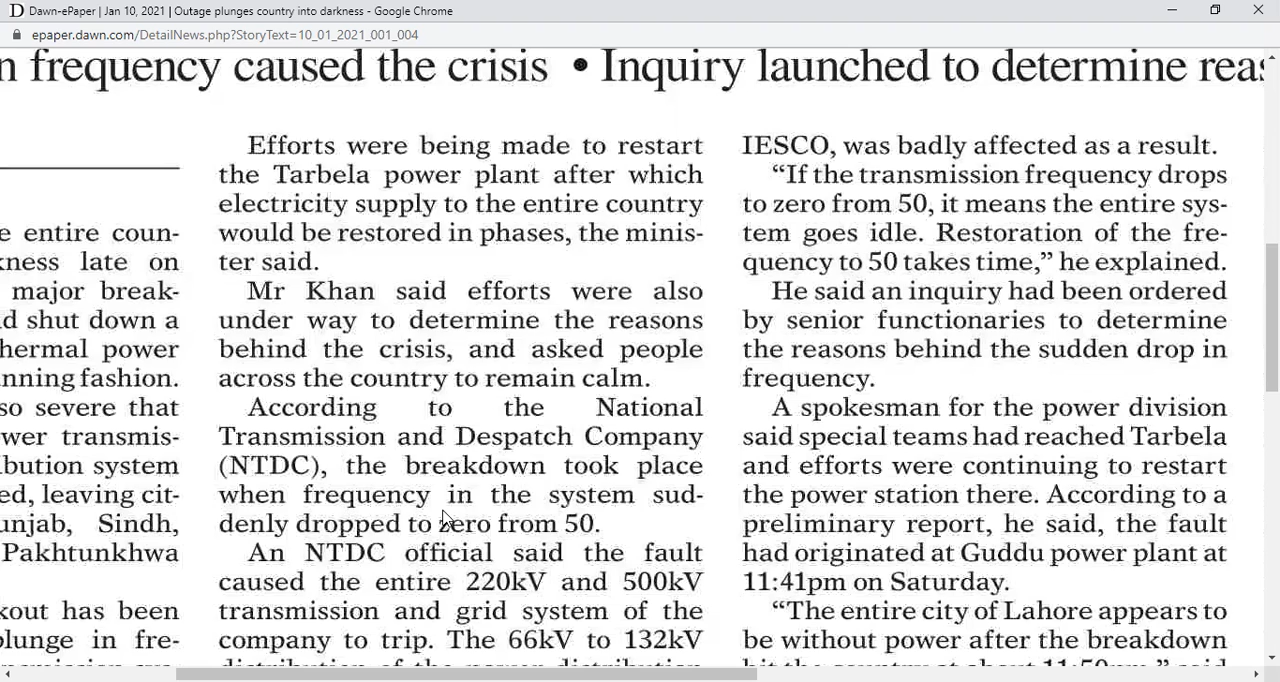 Dawn-ePaper | Jan 10, 2021 | Outage plunges country into darkness - Google Chrome
epaper.dawn.com/DetailNews.php?StoryText=10_01_2021_001_004
n frequency caused the crisis • Inquiry launched to determine reas
e entire coun-
kness late on
major break-
d shut down a
hermal power
nning fashion.
so severe that
wer transmis-
ibution system
ed, leaving cit-
unjab, Sindh,
Pakhtunkhwa
kout has been
plunge in fre-
Efforts were being made to restart
the Tarbela power plant after which
electricity supply to the entire country
would be restored in phases, the minis-
ter said.
Mr Khan said efforts were also
under way to determine the reasons
behind the crisis, and asked people
across the country to remain calm.
According to the National
Transmission and Despatch Company
(NTDC), the breakdown took place
when frequency in the system sud-
denly dropped to zero from 50.
An NTDC official said the fault
caused the entire 220kV and 500kV
transmission and grid system of the
company to trip. The 66kV to 132kV
distribution of the power distribution
IESCO, was badly affected as a result.
“If the transmission frequency drops
to zero from 50, it means the entire sys-
tem goes idle. Restoration of the fre-
quency to 50 takes time,” he explained.
He said an inquiry had been ordered
by senior functionaries to determine
the reasons behind the sudden drop in
frequency.
A spokesman for the power division
said special teams had reached Tarbela
and efforts were continuing to restart
the power station there. According to a
preliminary report, he said, the fault
had originated at Guddu power plant at
11:41pm on Saturday.
“The entire city of Lahore appears to
be without power after the breakdown
hit the country at about 11:50pm,” said